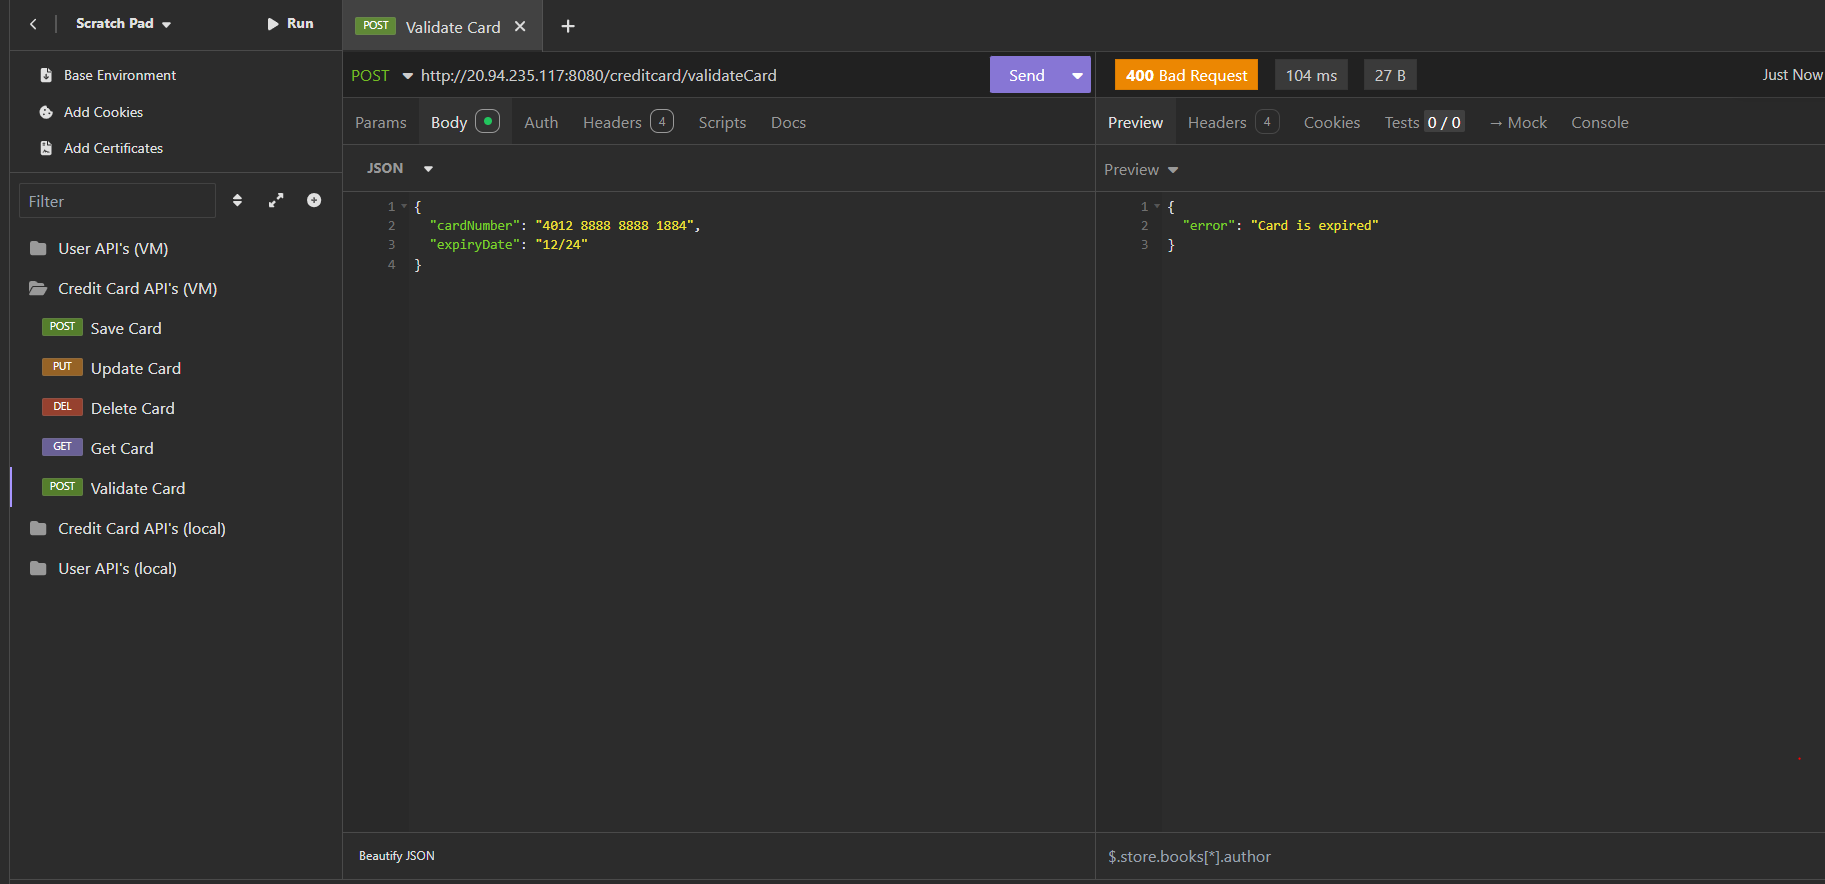 Scratch Pad
Run
Base Environment
Add Cookies
Add Certificates
Filter
User API's (VM)
Credit Card API's (VM)
POST Save Card
PUT Update Card
DEL Delete Card
GET Get Card
POST Validate Card
Credit Card API's (local)
User API's (local)
POST Validate Card
POST http://20.94.235.117:8080/creditcard/validateCard
Send
Params Body Auth Headers 4 Scripts Docs
JSON
1 {
2 "cardNumber": "4012 8888 8888 1884",
3 "expiryDate": "12/24"
4 }
Beautify JSON
400 Bad Request 104 ms 27 B Just Now
Preview Headers 4 Cookies Tests 0 / 0 → Mock Console
Preview
1 {
2 "error": "Card is expired"
3 }
$.store.books[*].author